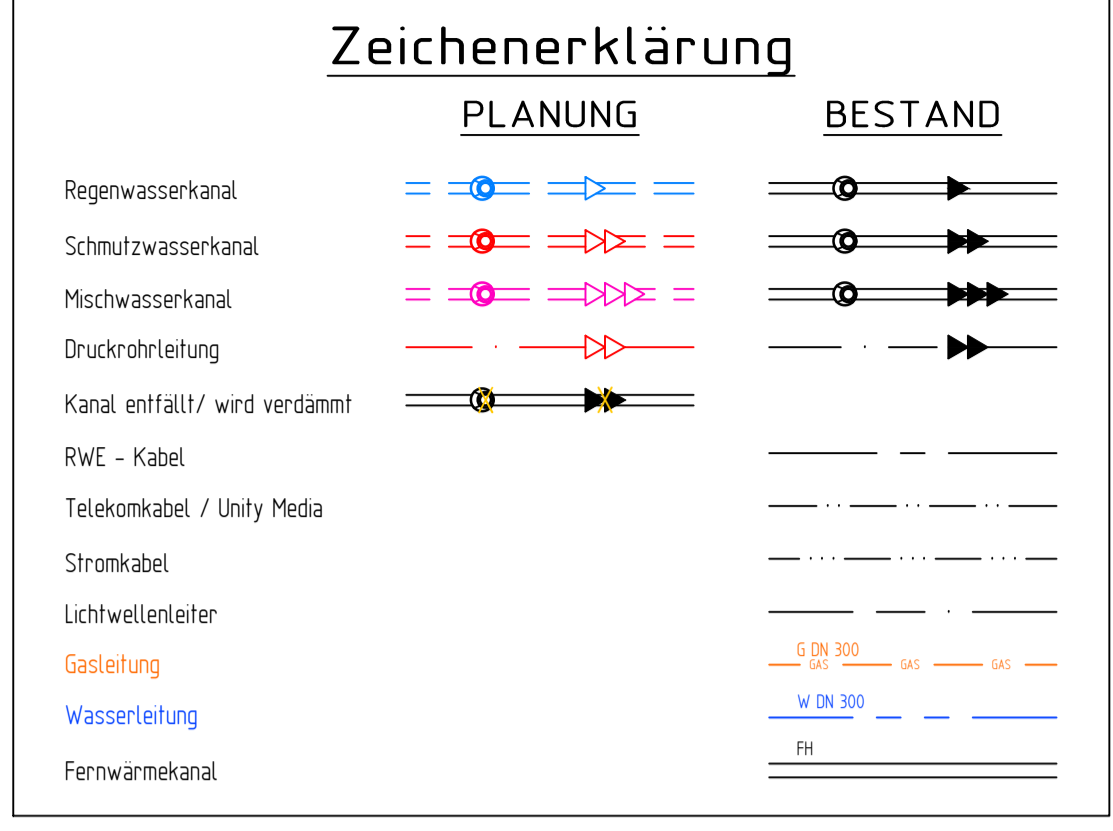 Zeichenerklärung
PLANUNG BESTAND
Regenwasserkanal
Schmutzwasserkanal
Mischwasserkanal
Druckrohrleitung
Kanal entfällt/ wird verdämmt
RWE - Kabel
Telekomkabel / Unity Media
Stromkabel
Lichtwellenleiter
Gasleitung
G DN 300
GAS GAS GAS
Wasserleitung
W DN 300
Fernwärmekanal
FH